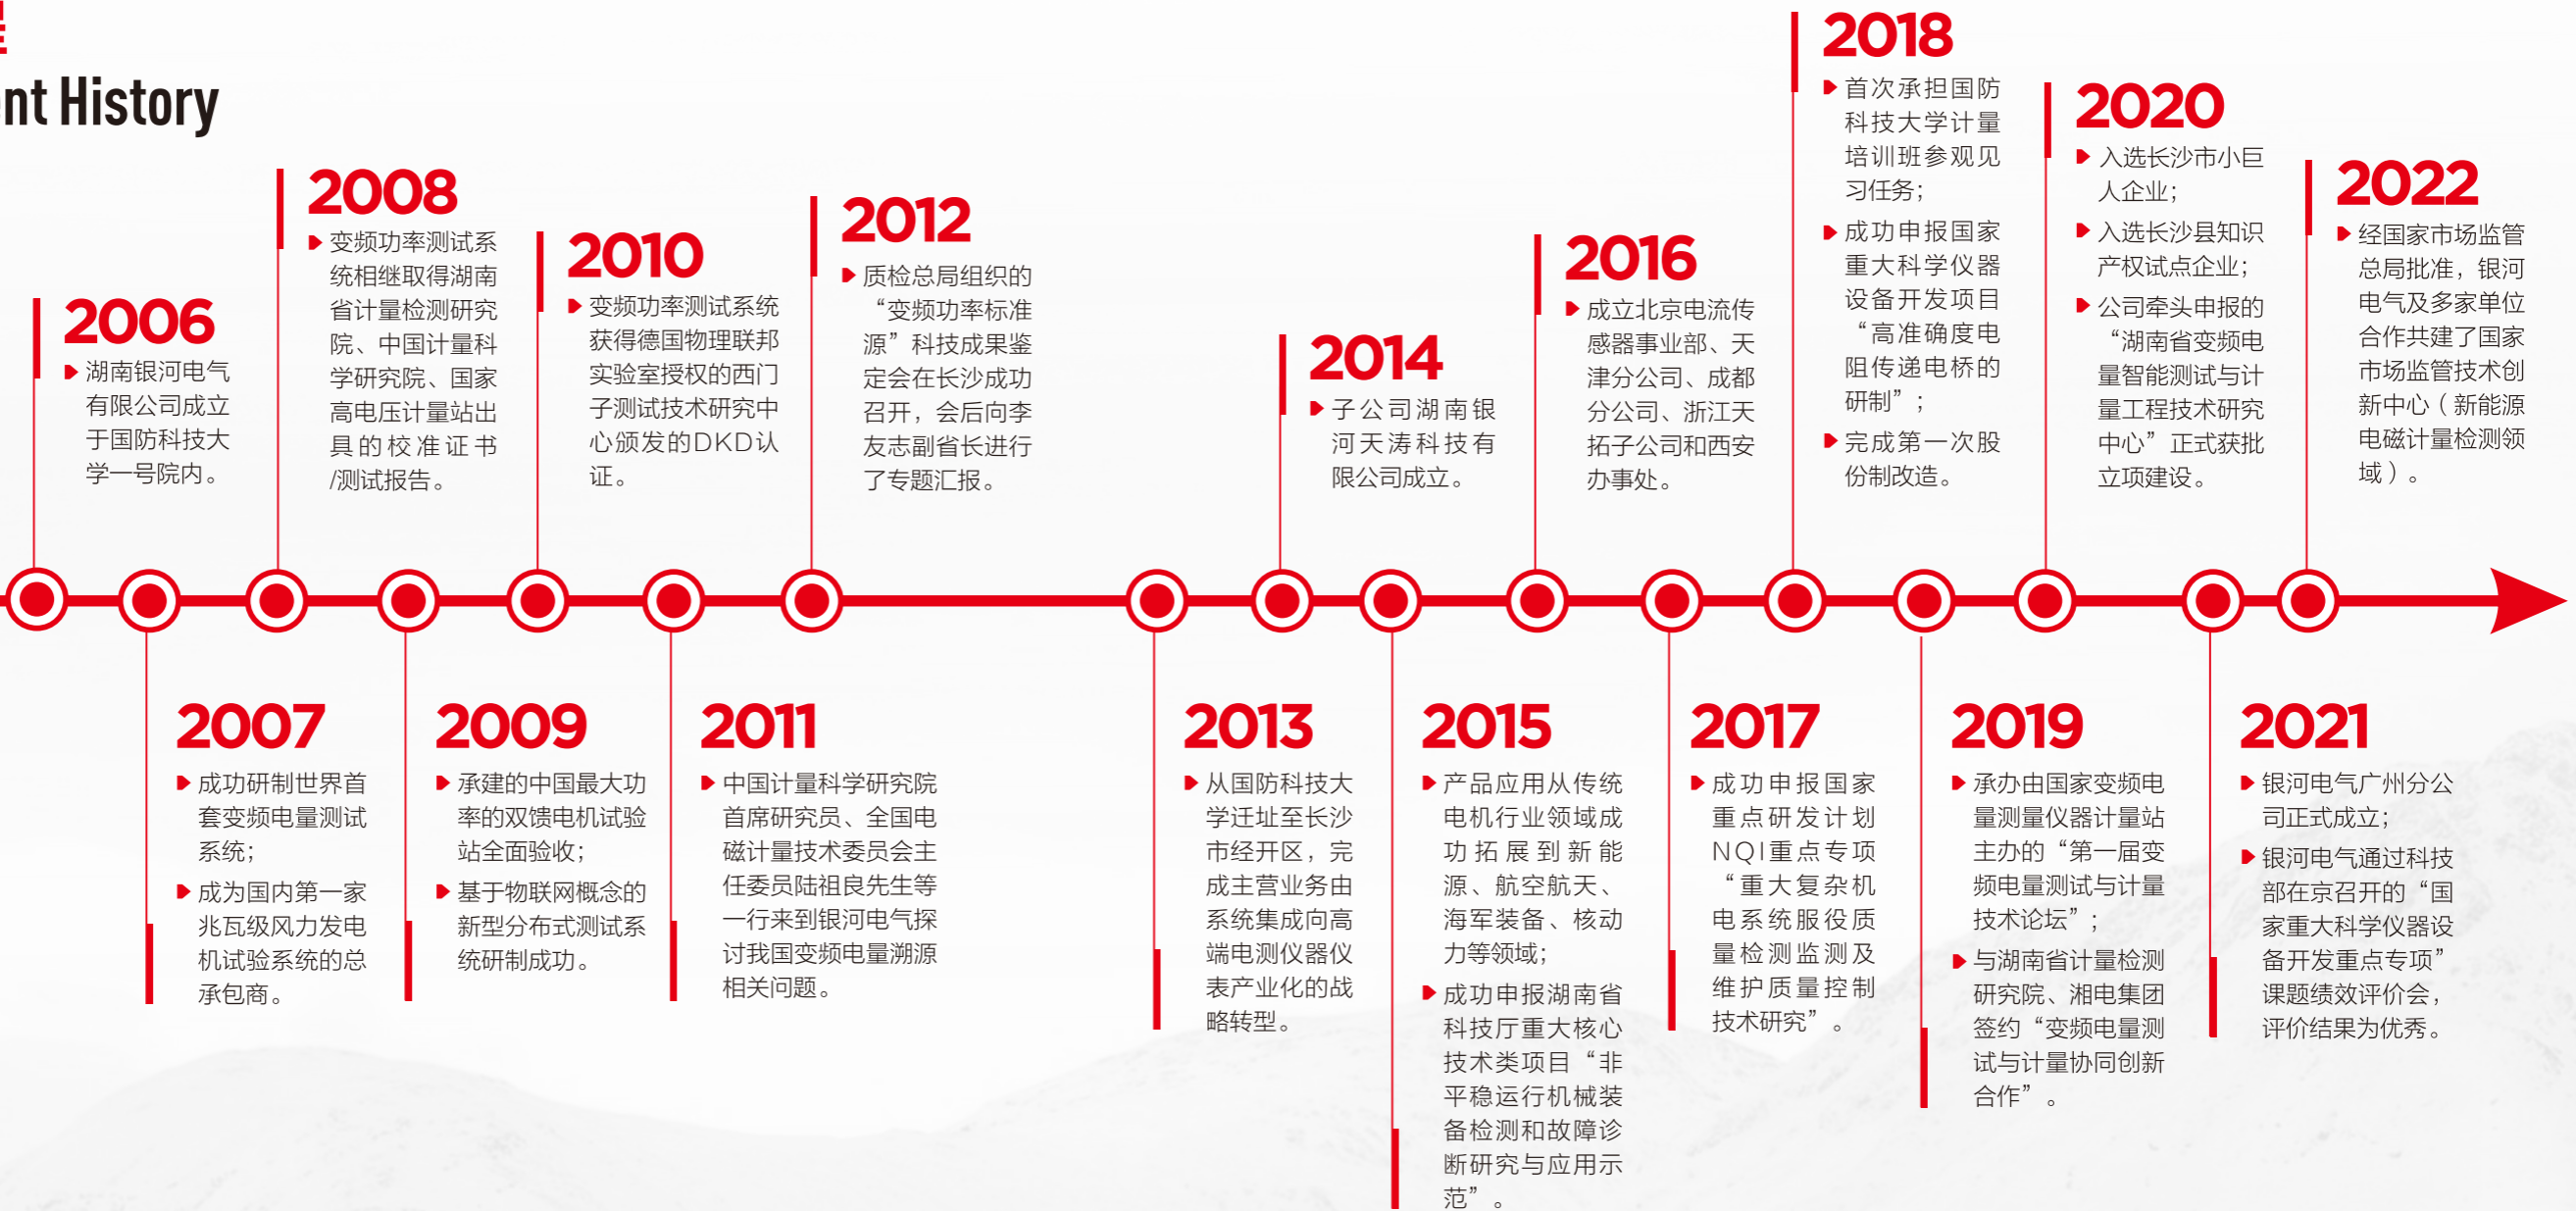 程
nt History
2006
湖南银河电气
有限公司成立
于国防科技大
学一号院内。
2007
成功研制世界首
套变频电量测试
系统；
成为国内第一家
兆瓦级风力发电
机试验系统的总
承包商。
2008
变频功率测试系
统相继取得湖南
省计量检测研究
院、中国计量科
学研究院、国家
高电压计量站出
具的校准证书
/测试报告。
2009
承建的中国最大功
率的双馈电机试验
站全面验收；
基于物联网概念的
新型分布式测试系
统研制成功。
2010
变频功率测试系统
获得德国物理联邦
实验室授权的西门
子测试技术研究中
心颁发的DKD认
证。
2011
中国计量科学研究院
首席研究员、全国电
磁计量技术委员会主
任委员陆祖良先生等
一行来到银河电气探
讨我国变频电量溯源
相关问题。
2012
质检总局组织的
“变频功率标准
源”科技成果鉴
定会在长沙成功
召开，会后向李
友志副省长进行
了专题汇报。
2013
从国防科技大
学迁址至长沙
市经开区，完
成主营业务由
系统集成向高
端电测仪器仪
表产业化的战
略转型。
2014
子公司湖南银
河天涛科技有
限公司成立。
2015
产品应用从传统
电机行业领域成
功拓展到新能
源、航空航天、
海军装备、核动
力等领域；
成功申报湖南省
科技厅重大核心
技术类项目“非
平稳运行机械装
备检测和故障诊
断研究与应用示
范”。
2016
成立北京电流传
感器事业部、天
津分公司、成都
分公司、浙江天
拓子公司和西安
办事处。
2017
成功申报国家
重点研发计划
NQI重点专项
“重大复杂机
电系统服役质
量检测监测及
维护质量控制
技术研究”。
2018
首次承担国防
科技大学计量
培训班参观见
习任务；
成功申报国家
重大科学仪器
设备开发项目
“高准确度电
阻传递电桥的
研制”；
完成第一次股
份制改造。
2019
承办由国家变频电
量测量仪器计量站
主办的“第一届变
频电量测试与计量
技术论坛”；
与湖南省计量检测
研究院、湘电集团
签约“变频电量测
试与计量协同创新
合作”。
2020
入选长沙市小巨
人企业；
入选长沙县知识
产权试点企业；
公司牵头申报的
“湖南省变频电
量智能测试与计
量工程技术研究
中心”正式获批
立项建设。
2021
银河电气广州分公
司正式成立；
银河电气通过科技
部在京召开的“国
家重大科学仪器设
备开发重点专项”
课题绩效评价会，
评价结果为优秀。
2022
经国家市场监管
总局批准，银河
电气及多家单位
合作共建了国家
市场监管技术创
新中心（新能源
电磁计量检测领
域）。